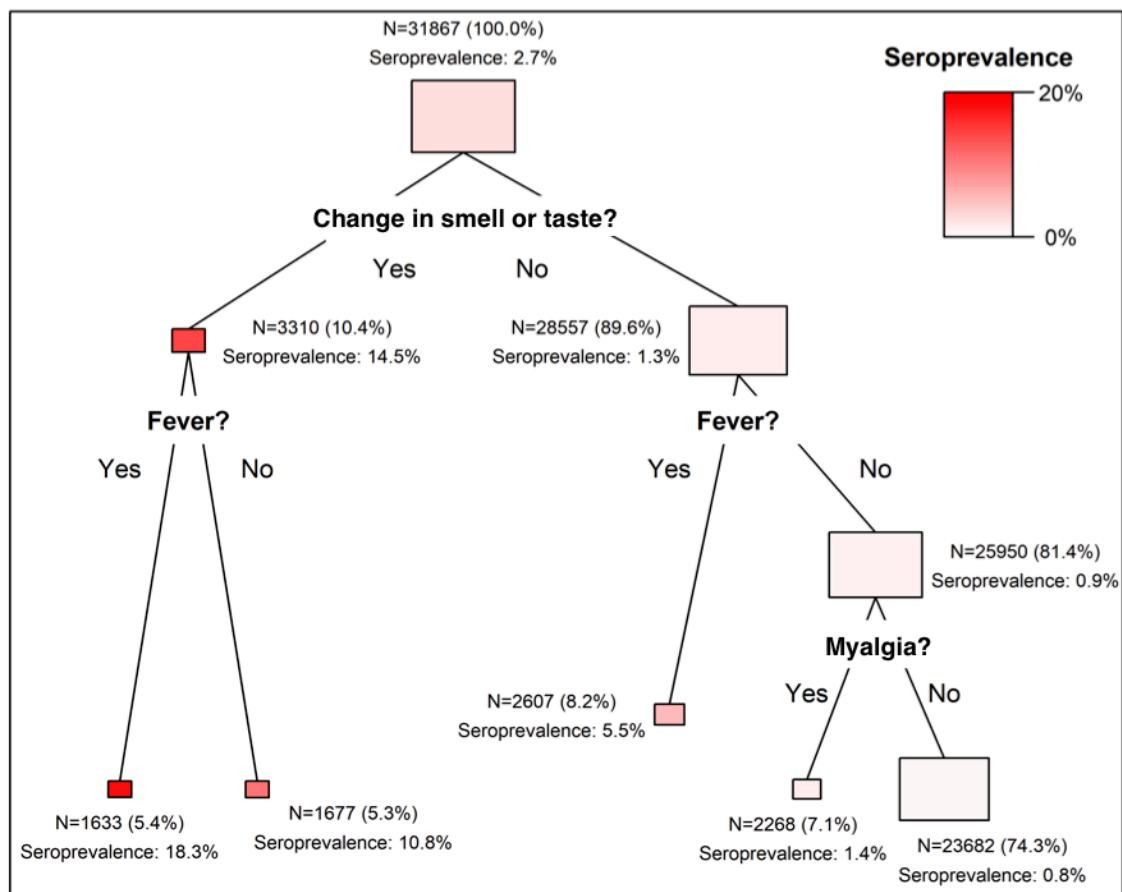 N=31867 (100.0%)
Seroprevalence: 2.7%
Seroprevalence
20%
0%
Change in smell or taste?
Yes
No
N=3310 (10.4%)
Seroprevalence: 14.5%
N=28557 (89.6%)
Seroprevalence: 1.3%
Fever?
Yes
No
Fever?
Yes
No
N=25950 (81.4%)
Seroprevalence: 0.9%
Myalgia?
Yes
No
N=2607 (8.2%)
Seroprevalence: 5.5%
N=1633 (5.4%)
Seroprevalence: 18.3%
N=1677 (5.3%)
Seroprevalence: 10.8%
N=2268 (7.1%)
Seroprevalence: 1.4%
N=23682 (74.3%)
Seroprevalence: 0.8%